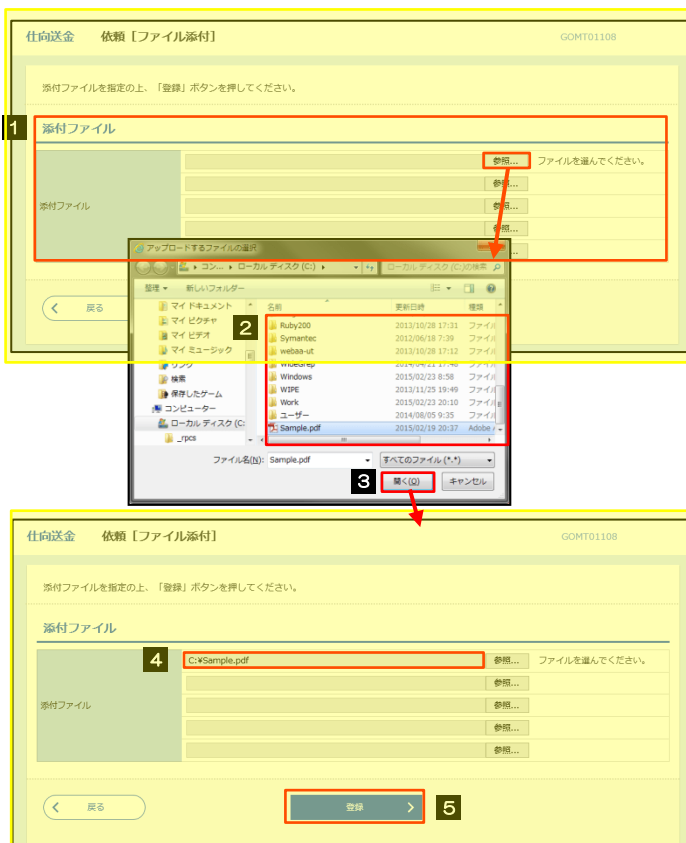 仕向送金 依頼［ファイル添付］ GOMT01108
添付ファイルを指定の上、「登録」ボタンを押してください。
1 添付ファイル
参照... ファイルを選んでください。
参照...
添付ファイル 参照...
参照...
アップロードするファイルの選択
コン... ローカル ディスク (C:) ローカル ディスク (C:)の検索
整理 新しいフォルダー
戻る
マイ ドキュメント 名前 更新日時 種類
マイ ピクチャ Ruby200 2013/10/28 17:31 ファイル
2
マイ ビデオ Symantec 2012/06/18 7:39 ファイル
マイ ミュージック webaa-ut 2013/10/28 17:12 ファイル
リンク WideGrep 2014/04/21 17:48 ファイル
検索 Windows 2015/02/23 8:58 ファイル
保存したゲーム WIPE 2013/11/25 19:49 ファイル
コンピューター Work 2015/02/23 20:10 ファイル
ローカル ディスク (C: ユーザー 2014/08/05 9:35 ファイル
_rpcs Sample.pdf 2015/02/19 20:37 Adobe
ファイル名(N): Sample.pdf すべてのファイル (*.*)
3 開く(O) キャンセル
仕向送金 依頼［ファイル添付］ GOMT01108
添付ファイルを指定の上、「登録」ボタンを押してください。
添付ファイル
4 C:¥Sample.pdf 参照... ファイルを選んでください。
参照...
添付ファイル 参照...
参照...
参照...
戻る 登録 5